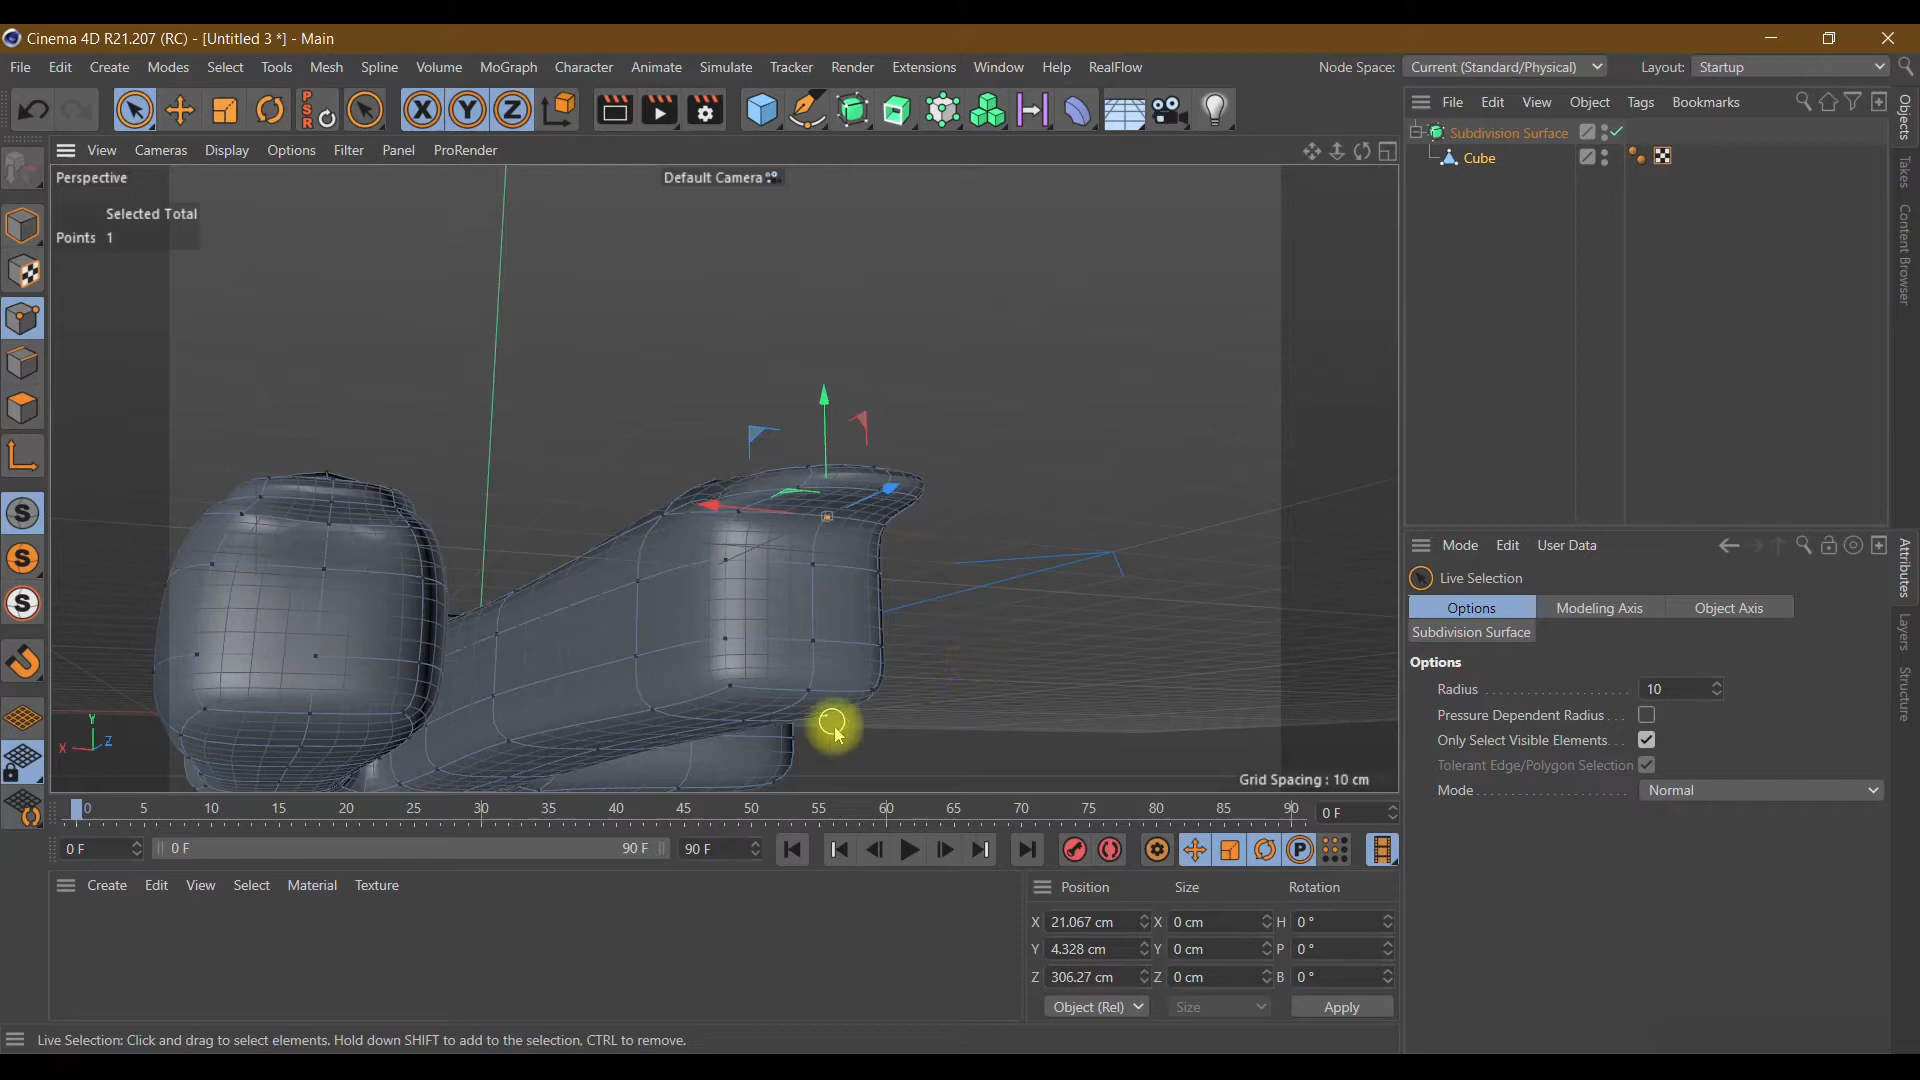 Cinema 4D R21.207 (RC) - [Untitled 3 *] - Main
File Edit Create Modes Select Tools Mesh Spline Volume MoGraph Character Animate Simulate Tracker Render Extensions Window Help RealFlow Node Space: Current (Standard/Physical) Layout: Startup
File Edit View Object Tags Bookmarks
View Cameras Display Options Filter Panel ProRender
Perspective
Default Camera
Selected Total
Points 1
Subdivision Surface
Cube
Objects
Takes
Content Browser
Attributes
Layers
Structure
Y
X
Z
Grid Spacing : 10 cm
Mode Edit User Data
Live Selection
Options Modeling Axis Object Axis
Subdivision Surface
Options
Radius 10
Pressure Dependent Radius
Only Select Visible Elements
Tolerant Edge/Polygon Selection
Mode Normal
0 5 10 15 20 25 30 35 40 45 50 55 60 65 70 75 80 85 90 0 F
0 F 0 F 90 F 90 F
Create Edit View Select Material Texture
Position Size Rotation
X 21.067 cm X 0 cm H 0 °
Y 4.328 cm Y 0 cm P 0 °
Z 306.27 cm Z 0 cm B 0 °
Object (Rel) Size Apply
Live Selection: Click and drag to select elements. Hold down SHIFT to add to the selection, CTRL to remove.